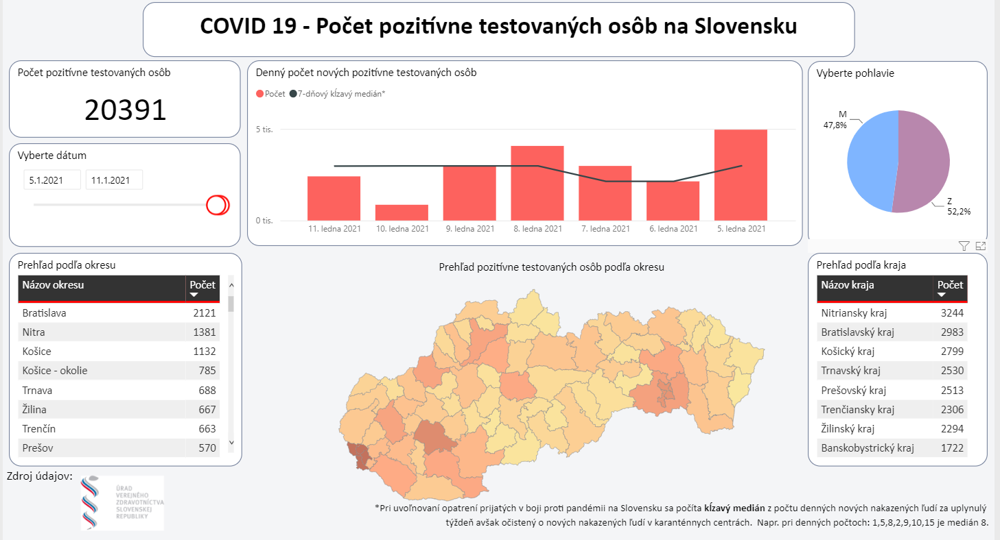 COVID 19 - Počet pozitívne testovaných osôb na Slovensku
Počet pozitívne testovaných osôb
20391
Vyberte dátum
5.1.2021 11.1.2021
Denný počet nových pozitívne testovaných osôb
Počet 7-dňový kĺzavý medián*
5 tis.
0 tis.
11. ledna 2021 10. ledna 2021 9. ledna 2021 8. ledna 2021 7. ledna 2021 6. ledna 2021 5. ledna 2021
Vyberte pohlavie
M
47,8%
Z
52,2%
Prehľad podľa okresu
Názov okresu Počet
Bratislava 2121
Nitra 1381
Košice 1132
Košice - okolie 785
Trnava 688
Žilina 667
Trenčín 663
Prešov 570
Prehľad pozitívne testovaných osôb podľa okresu
Prehľad podľa kraja
Názov kraja Počet
Nitriansky kraj 3244
Bratislavský kraj 2983
Košický kraj 2799
Trnavský kraj 2530
Prešovský kraj 2513
Trenčiansky kraj 2306
Žilinský kraj 2294
Banskobystrický kraj 1722
Zdroj údajov:
ÚRAD
VEREJNÉHO
ZDRAVOTNÍCTVA
SLOVENSKEJ
REPUBLIKY
*Pri uvoľnovaní opatrení prijatých v boji proti pandémii na Slovensku sa počíta kĺzavý medián z počtu denných nových nakazených ľudí za uplynulý
týždeň avšak očistený o nových nakazených ľudí v karanténnych centrách. Napr. pri denných počtoch: 1,5,8,2,9,10,15 je medián 8.